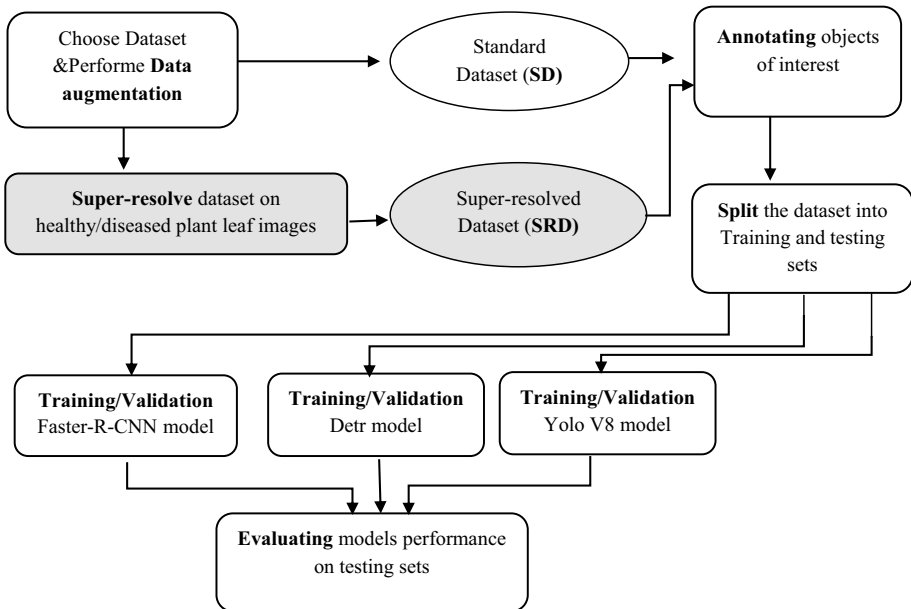 Choose Dataset
&Performe Data
augmentation
Standard
Dataset (SD)
Annotating objects
of interest
Super-resolve dataset on
healthy/diseased plant leaf images
Super-resolved
Dataset (SRD)
Split the dataset into
Training and testing
sets
Training/Validation
Faster-R-CNN model
Training/Validation
Detr model
Training/Validation
Yolo V8 model
Evaluating models performance
on testing sets